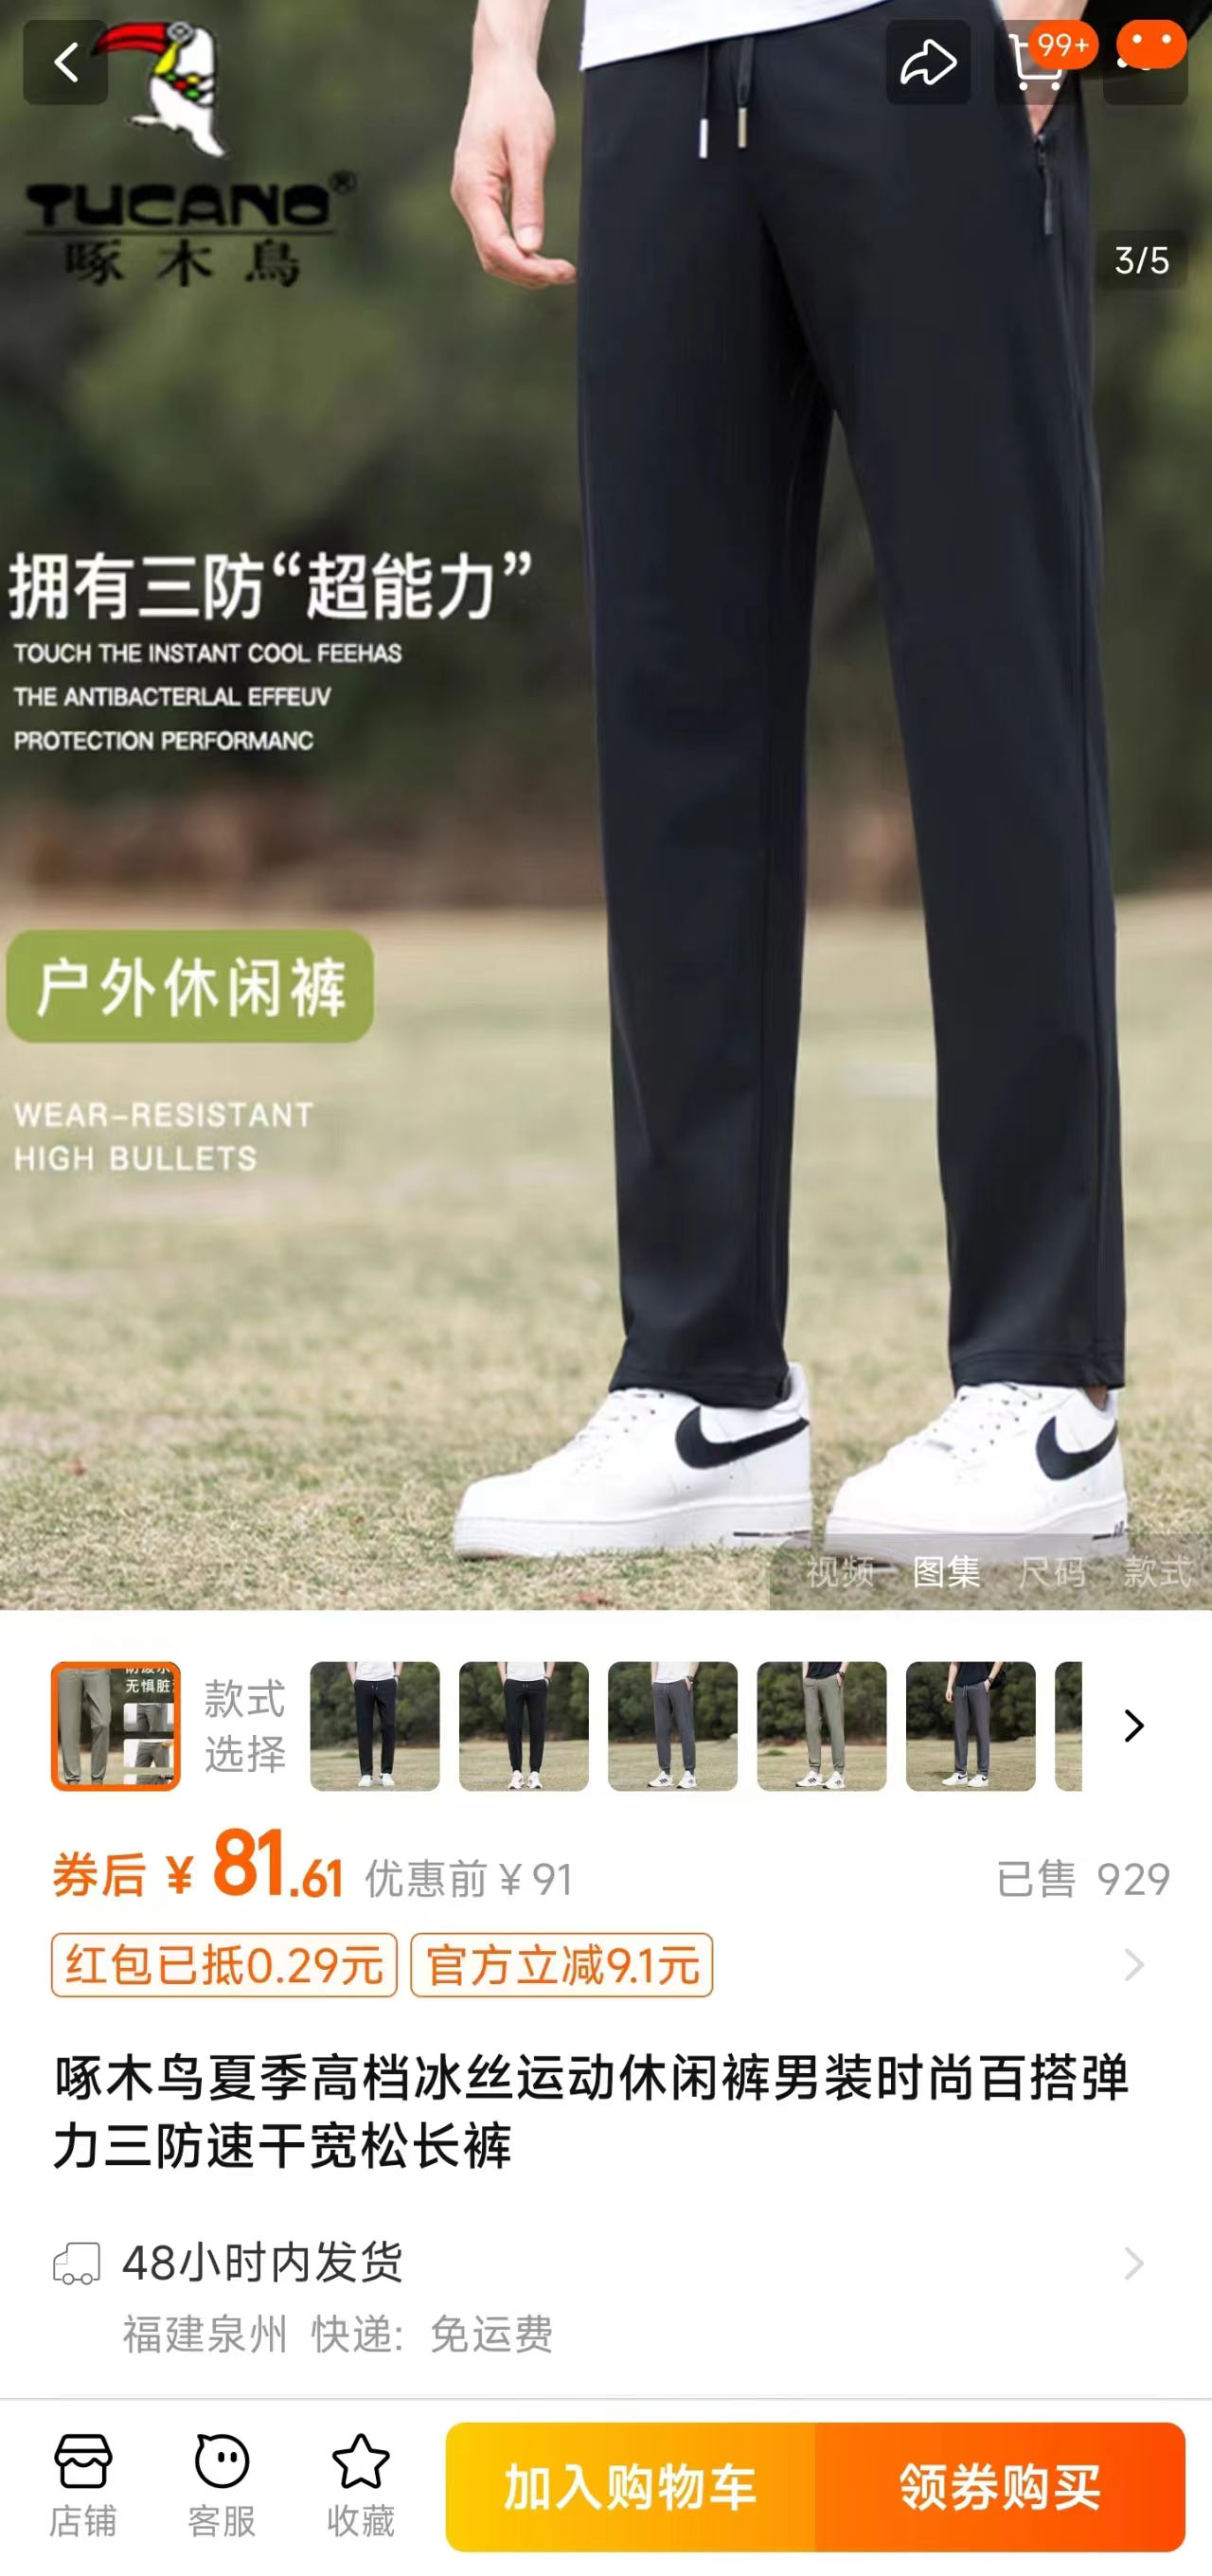 99+
TUCANO®
啄木鳥
3/5
拥有三防“超能力”
TOUCH THE INSTANT COOL FEEHAS
THE ANTIBACTERLAL EFFEUV
PROTECTION PERFORMANC
户外休闲裤
WEAR-RESISTANT
HIGH BULLETS
视频 图集 尺码 款式
无惧脏
款式
选择
券后 ¥ 81.61 优惠前 ¥ 91 已售 929
红包已抵0.29元 官方立减9.1元
啄木鸟夏季高档冰丝运动休闲裤男装时尚百搭弹
力三防速干宽松长裤
48小时内发货
福建泉州 快递: 免运费
店铺 客服 收藏 加入购物车 领券购买